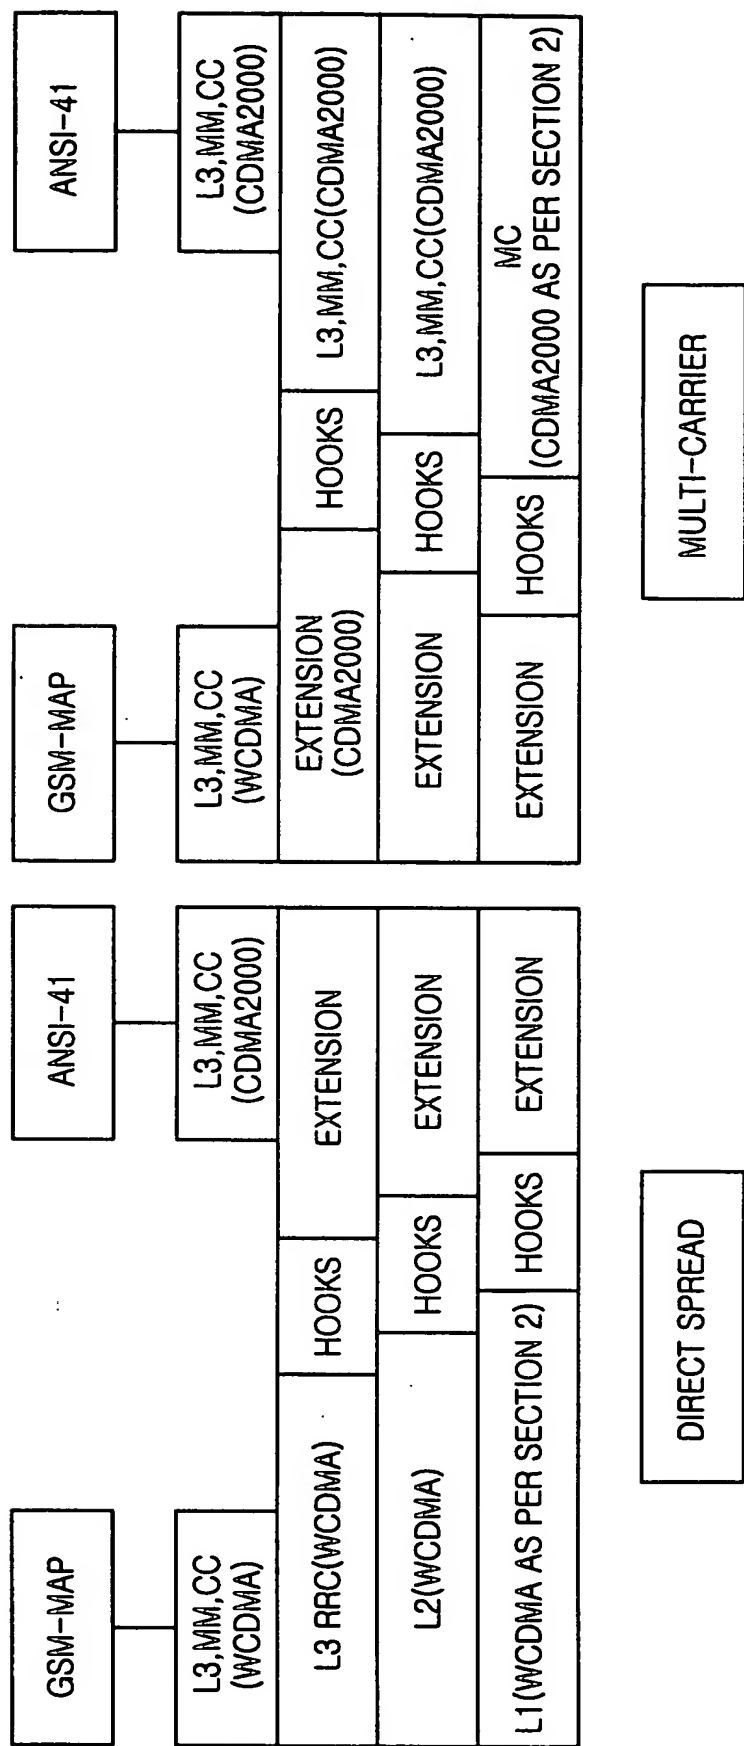 GSM-MAP
ANSI-41
L3,MM,CC
(WCDMA)
L3,MM,CC
(CDMA2000)
L3 RRC(WCDMA)
HOOKS
EXTENSION
L2(WCDMA)
HOOKS
EXTENSION
L1(WCDMA AS PER SECTION 2)
HOOKS
EXTENSION
DIRECT SPREAD
GSM-MAP
ANSI-41
L3,MM,CC
(WCDMA)
L3,MM,CC
(CDMA2000)
EXTENSION
(CDMA2000)
HOOKS
L3,MM,CC(CDMA2000)
EXTENSION
HOOKS
L3,MM,CC(CDMA2000)
EXTENSION
HOOKS
MC
(CDMA2000 AS PER SECTION 2)
MULTI-CARRIER